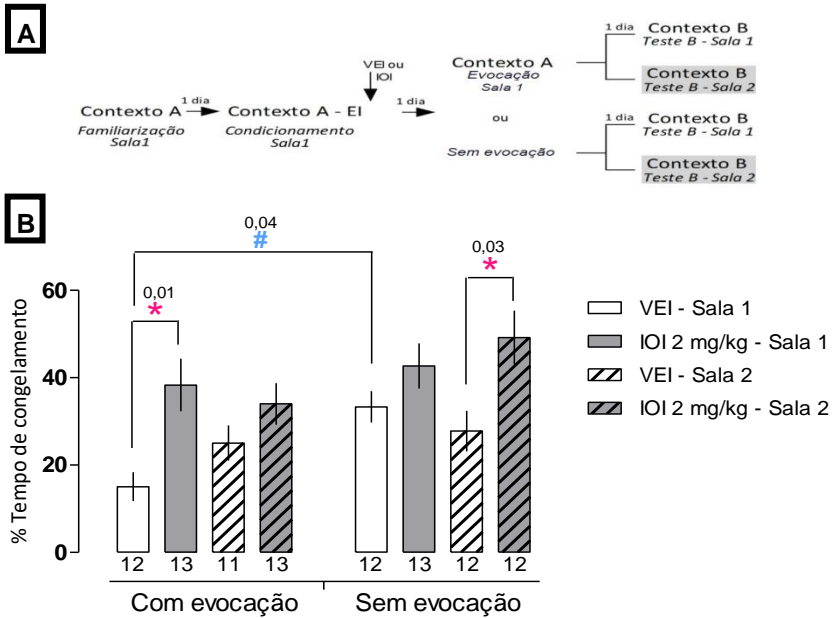 A
Contexto A
Familiarização
Sala1
1 dia
Contexto A - EI
Condicionamento
Sala1
VEI ou
IOI
1 dia
Contexto A
Evocação
Sala 1
ou
Sem evocação
1 dia
Contexto B
Teste B - Sala 1
Contexto B
Teste B - Sala 2
1 dia
Contexto B
Teste B - Sala 1
Contexto B
Teste B - Sala 2
B
% Tempo de congelamento
60
40
20
0
0,01
*
0,04
#
0,03
*
12 13 11 13 12 13 12 12
Com evocação Sem evocação
VEI - Sala 1
IOI 2 mg/kg - Sala 1
VEI - Sala 2
IOI 2 mg/kg - Sala 2